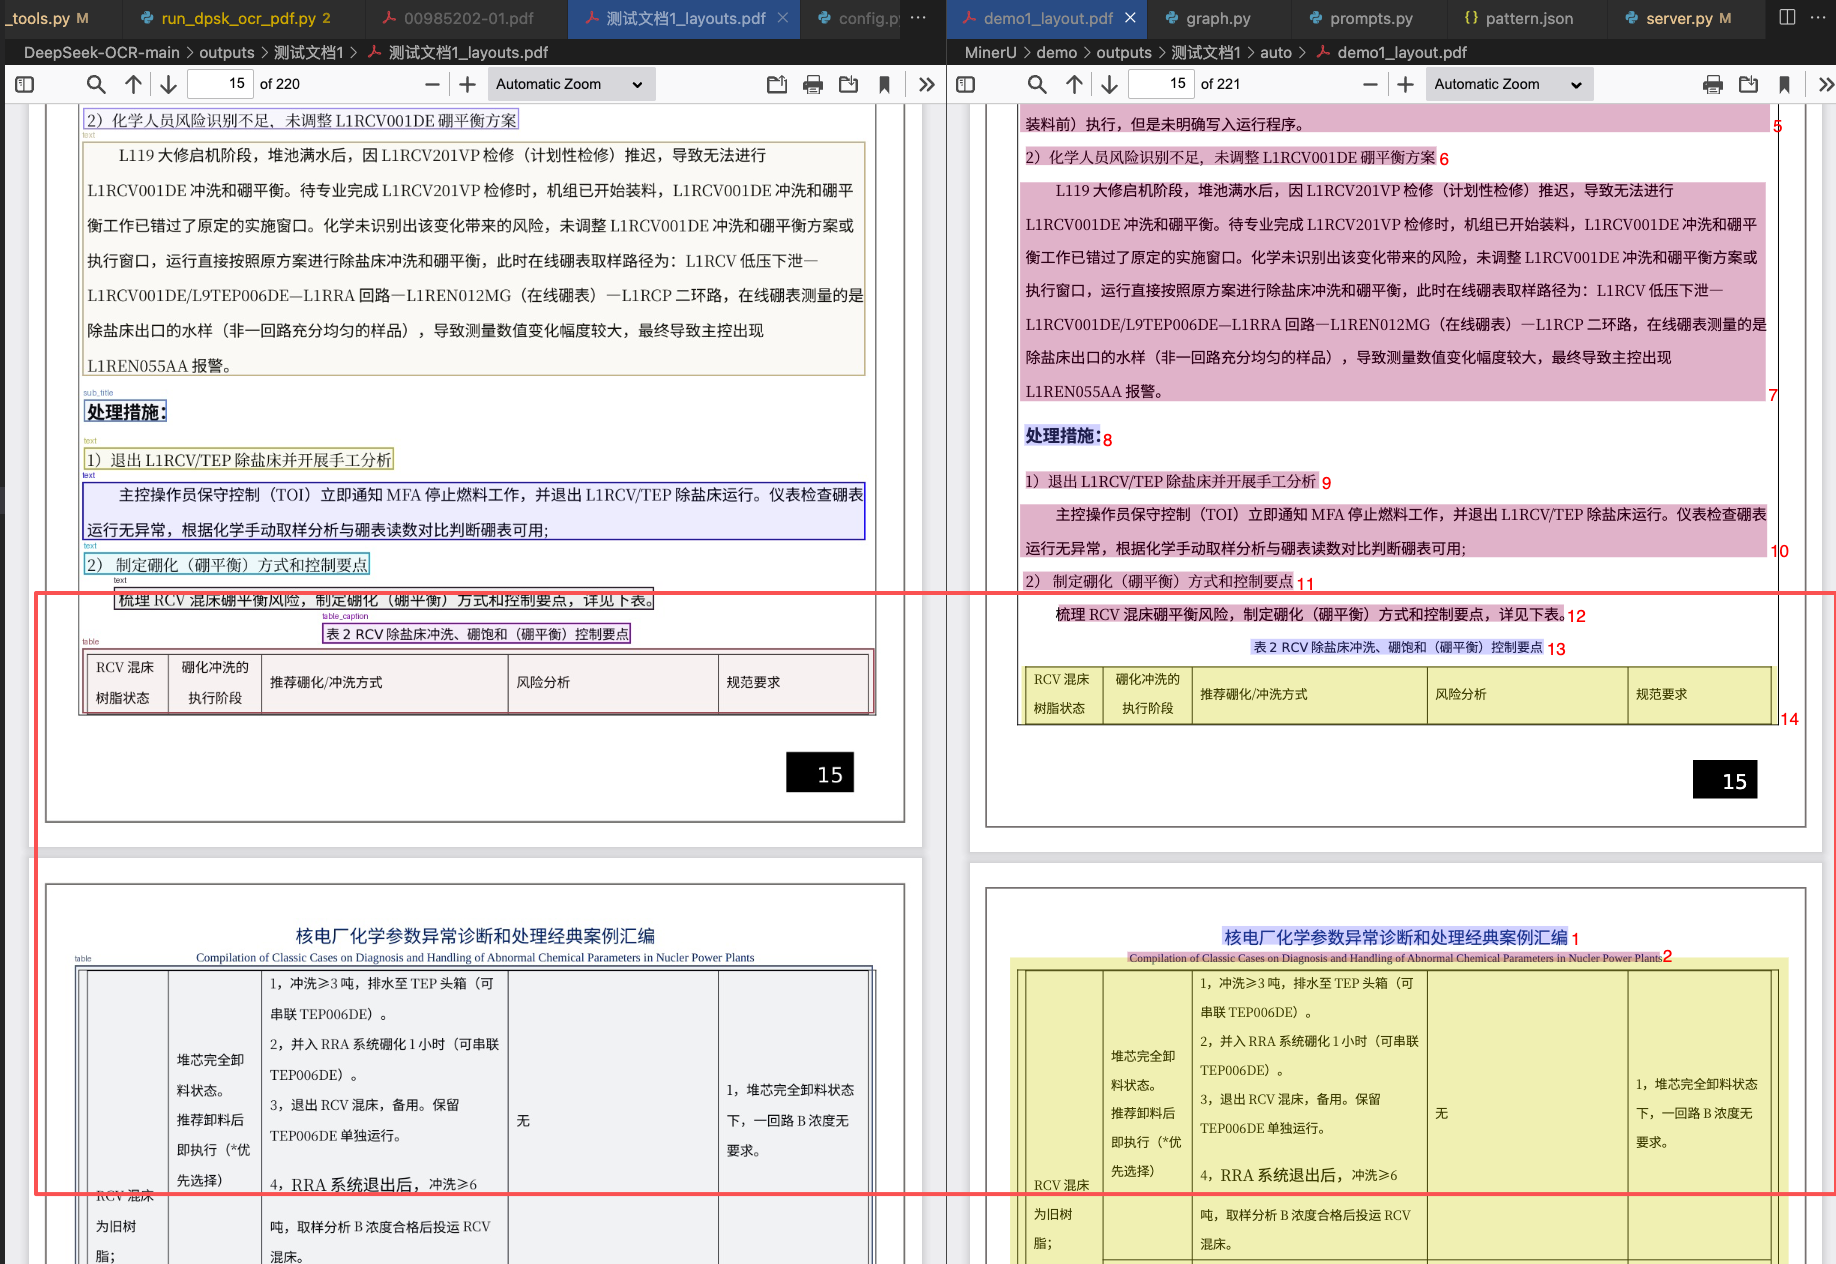 _tools.py M
run_dpsk_ocr_pdf.py 2
00985202-01.pdf
测试文档1_layouts.pdf
config.py
DeepSeek-OCR-main > outputs > 测试文档1 > 测试文档1_layouts.pdf
15 of 220
Automatic Zoom
2）化学人员风险识别不足，未调整 L1RCV001DE 硼平衡方案
text
L119 大修启机阶段，堆池满水后，因 L1RCV201VP 检修（计划性检修）推迟，导致无法进行
L1RCV001DE 冲洗和硼平衡。待专业完成 L1RCV201VP 检修时，机组已开始装料，L1RCV001DE 冲洗和硼平
衡工作已错过了原定的实施窗口。化学未识别出该变化带来的风险，未调整 L1RCV001DE 冲洗和硼平衡方案或
执行窗口，运行直接按照原方案进行除盐床冲洗和硼平衡，此时在线硼表取样路径为：L1RCV 低压下泄—
L1RCV001DE/L9TEP006DE—L1RRA 回路—L1REN012MG（在线硼表）—L1RCP 二环路，在线硼表测量的是
除盐床出口的水样（非一回路充分均匀的样品），导致测量数值变化幅度较大，最终导致主控出现
L1REN055AA 报警。
sub_title
处理措施：
text
1）退出 L1RCV/TEP 除盐床并开展手工分析
text
主控操作员保守控制（TOI）立即通知 MFA 停止燃料工作，并退出 L1RCV/TEP 除盐床运行。仪表检查硼表
运行无异常，根据化学手动取样分析与硼表读数对比判断硼表可用;
text
2） 制定硼化（硼平衡）方式和控制要点
text
梳理 RCV 混床硼平衡风险，制定硼化（硼平衡）方式和控制要点，详见下表。
table_caption
表 2 RCV 除盐床冲洗、硼饱和（硼平衡）控制要点
table
RCV 混床
树脂状态
硼化冲洗的
执行阶段
推荐硼化/冲洗方式
风险分析
规范要求
15
核电厂化学参数异常诊断和处理经典案例汇编
Compilation of Classic Cases on Diagnosis and Handling of Abnormal Chemical Parameters in Nucler Power Plants
table
RCV 混床
为旧树
脂；
堆芯完全卸
料状态。
推荐卸料后
即执行（*优
先选择）
1，冲洗≥3 吨，排水至 TEP 头箱（可
串联 TEP006DE）。
2，并入 RRA 系统硼化 1 小时（可串联
TEP006DE）。
3，退出 RCV 混床，备用。保留
TEP006DE 单独运行。
4，RRA 系统退出后，冲洗≥6
吨，取样分析 B 浓度合格后投运 RCV
混床。
无
1，堆芯完全卸料状态
下，一回路 B 浓度无
要求。
demo1_layout.pdf
graph.py
prompts.py
pattern.json
server.py M
MinerU > demo > outputs > 测试文档1 > auto > demo1_layout.pdf
15 of 221
Automatic Zoom
装料前）执行，但是未明确写入运行程序。 5
2）化学人员风险识别不足，未调整 L1RCV001DE 硼平衡方案 6
L119 大修启机阶段，堆池满水后，因 L1RCV201VP 检修（计划性检修）推迟，导致无法进行
L1RCV001DE 冲洗和硼平衡。待专业完成 L1RCV201VP 检修时，机组已开始装料，L1RCV001DE 冲洗和硼平
衡工作已错过了原定的实施窗口。化学未识别出该变化带来的风险，未调整 L1RCV001DE 冲洗和硼平衡方案或
执行窗口，运行直接按照原方案进行除盐床冲洗和硼平衡，此时在线硼表取样路径为：L1RCV 低压下泄—
L1RCV001DE/L9TEP006DE—L1RRA 回路—L1REN012MG（在线硼表）—L1RCP 二环路，在线硼表测量的是
除盐床出口的水样（非一回路充分均匀的样品），导致测量数值变化幅度较大，最终导致主控出现
L1REN055AA 报警。 7
处理措施： 8
1）退出 L1RCV/TEP 除盐床并开展手工分析 9
主控操作员保守控制（TOI）立即通知 MFA 停止燃料工作，并退出 L1RCV/TEP 除盐床运行。仪表检查硼表
运行无异常，根据化学手动取样分析与硼表读数对比判断硼表可用; 10
2） 制定硼化（硼平衡）方式和控制要点 11
梳理 RCV 混床硼平衡风险，制定硼化（硼平衡）方式和控制要点，详见下表。 12
表 2 RCV 除盐床冲洗、硼饱和（硼平衡）控制要点 13
RCV 混床
树脂状态
硼化冲洗的
执行阶段
推荐硼化/冲洗方式
风险分析
规范要求
14
15
核电厂化学参数异常诊断和处理经典案例汇编 1
Compilation of Classic Cases on Diagnosis and Handling of Abnormal Chemical Parameters in Nucler Power Plants 2
RCV 混床
为旧树
脂；
堆芯完全卸
料状态。
推荐卸料后
即执行（*优
先选择）
1，冲洗≥3 吨，排水至 TEP 头箱（可
串联 TEP006DE）。
2，并入 RRA 系统硼化 1 小时（可串联
TEP006DE）。
3，退出 RCV 混床，备用。保留
TEP006DE 单独运行。
4，RRA 系统退出后，冲洗≥6
吨，取样分析 B 浓度合格后投运 RCV
混床。
无
1，堆芯完全卸料状态
下，一回路 B 浓度无
要求。